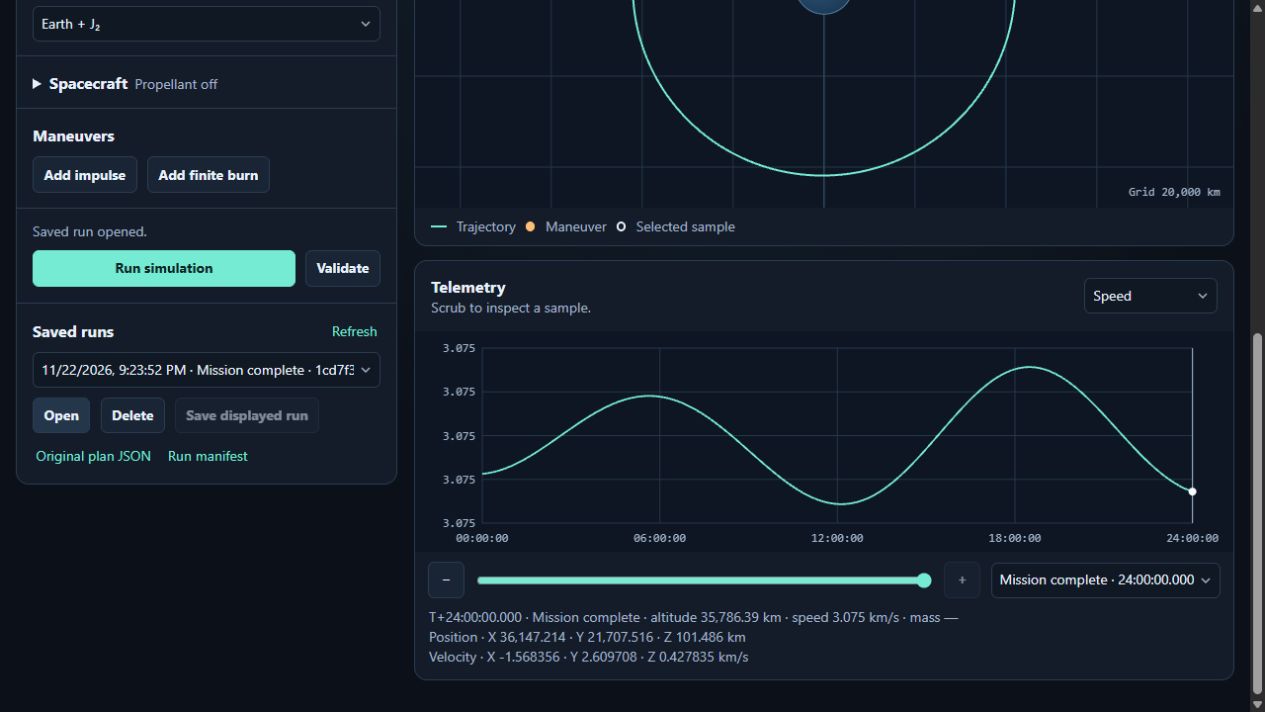 Earth + J₂
Spacecraft Propellant off
Maneuvers
Add impulse
Add finite burn
Saved run opened.
Run simulation
Validate
Saved runs
Refresh
11/22/2026, 9:23:52 PM · Mission complete · 1cd7f3
Open
Delete
Save displayed run
Original plan JSON
Run manifest
Grid 20,000 km
Trajectory
Maneuver
Selected sample
Telemetry
Scrub to inspect a sample.
Speed
3.075
3.075
3.075
3.075
3.075
00:00:00
06:00:00
12:00:00
18:00:00
24:00:00
−
+
Mission complete · 24:00:00.000
T+24:00:00.000 · Mission complete · altitude 35,786.39 km · speed 3.075 km/s · mass —
Position · X 36,147.214 · Y 21,707.516 · Z 101.486 km
Velocity · X -1.568356 · Y 2.609708 · Z 0.427835 km/s